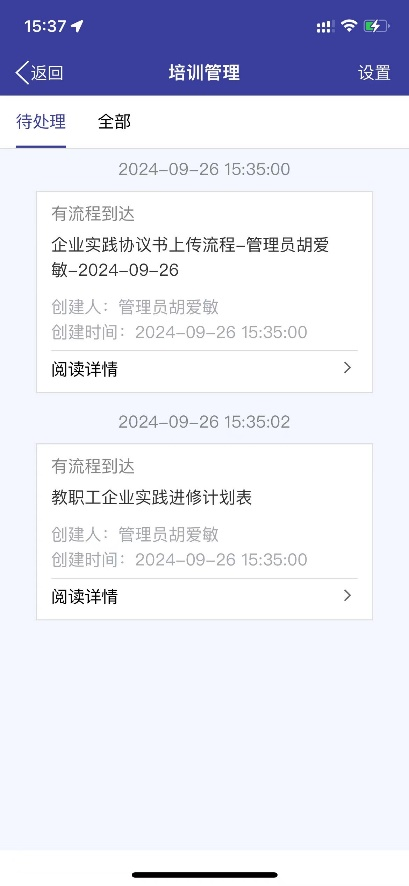 15:37
返回
培训管理
设置
待处理
全部
2024-09-26 15:35:00
有流程到达
企业实践协议书上传流程-管理员胡爱
敏-2024-09-26
创建人：管理员胡爱敏
创建时间：2024-09-26 15:35:00
阅读详情
2024-09-26 15:35:02
有流程到达
教职工企业实践进修计划表
创建人：管理员胡爱敏
创建时间：2024-09-26 15:35:00
阅读详情